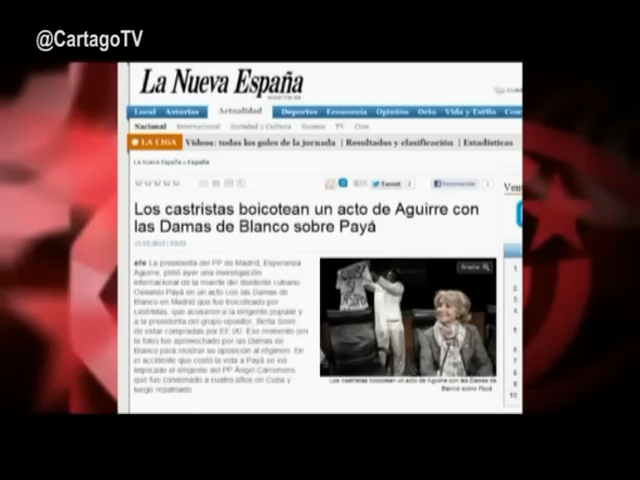 @CartagoTV
La Nueva España
Local Asturias Actualidad Deportes Economía Opinión Ocio Vida y Estilo
Nacional Internacional Sociedad y Cultura Sucesos TV Cine
LA LIGA Vídeos: todos los goles de la jornada | Resultados y clasificación | Estadísticas
La Nueva España » España
Tweet 2 Recomendar 1
Los castristas boicotean un acto de Aguirre con
las Damas de Blanco sobre Payá
efe La presidenta del PP de Madrid, Esperanza
Aguirre, pidió ayer una investigación
internacional de la muerte del disidente cubano
Oswaldo Payá en un acto con las Damas de
Blanco en Madrid que fue boicoteado por
castristas, que acusaron a la dirigente popular y
a la presidenta del grupo opositor, Berta Soler,
de estar compradas por EE UU. Ese momento (en
la foto) fue aprovechado por las Damas de
Blanco para mostrar su oposición al régimen. En
el accidente que costó la vida a Payá se vio
implicado el dirigente del PP Ángel Carromero,
que fue condenado a cuatro años en Cuba y
luego repatriado.
Ampliar
Los castristas boicotean un acto de Aguirre con las Damas de
Blanco sobre Payá